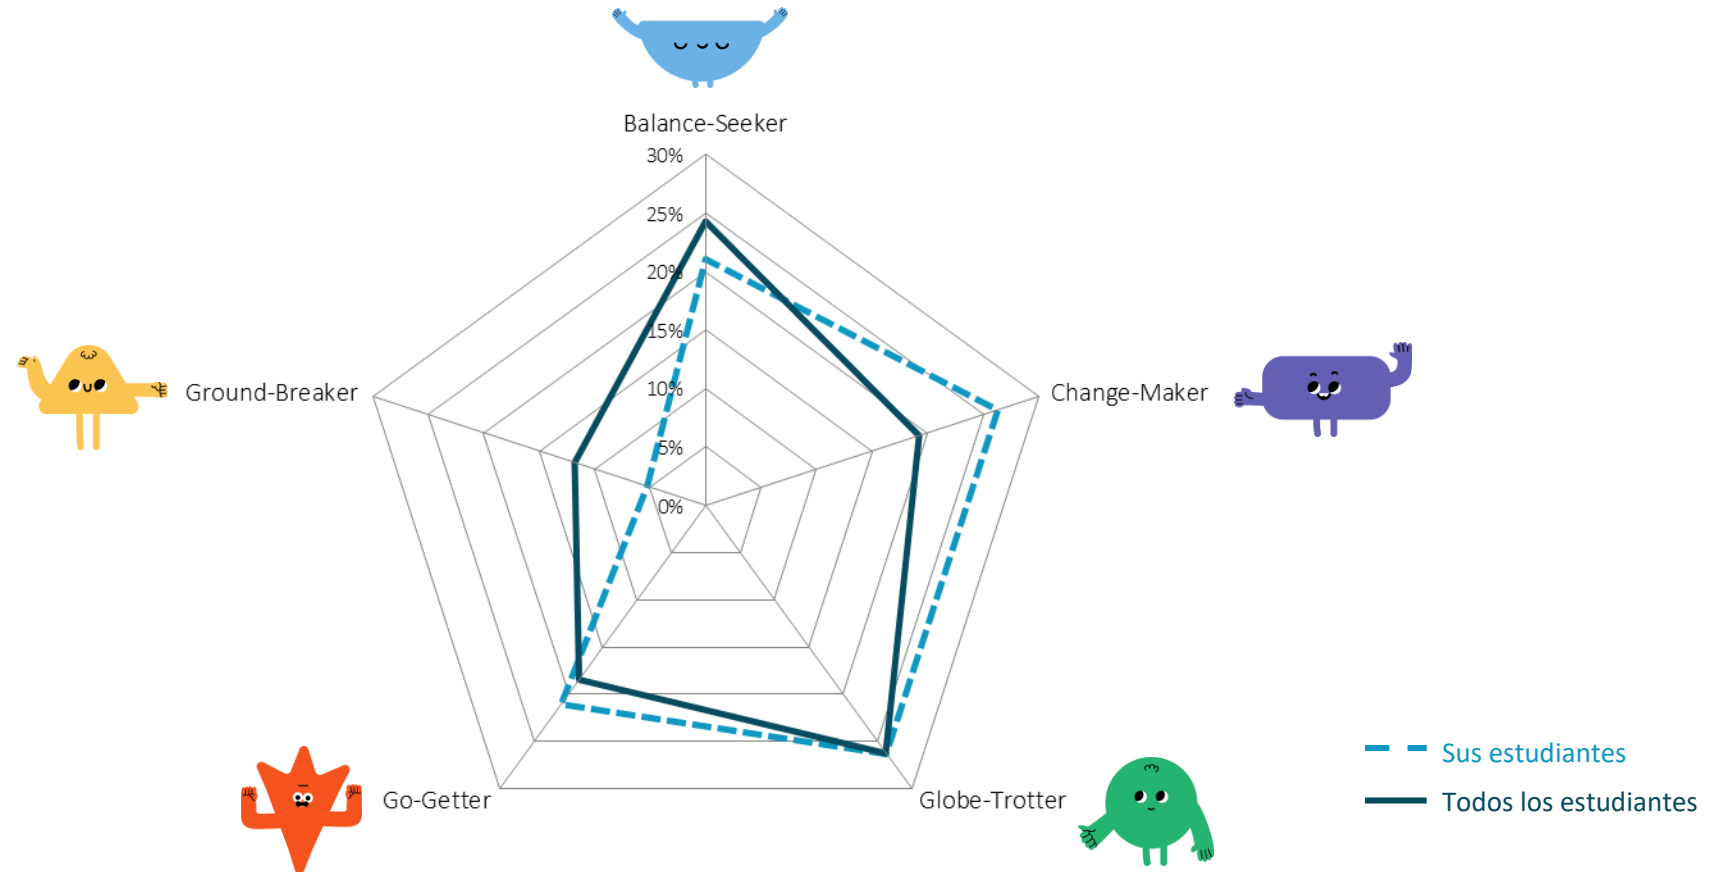 Balance-Seeker
30%
25%
20%
15%
10%
5%
0%
Ground-Breaker
Change-Maker
Go-Getter
Globe-Trotter
Sus estudiantes
Todos los estudiantes